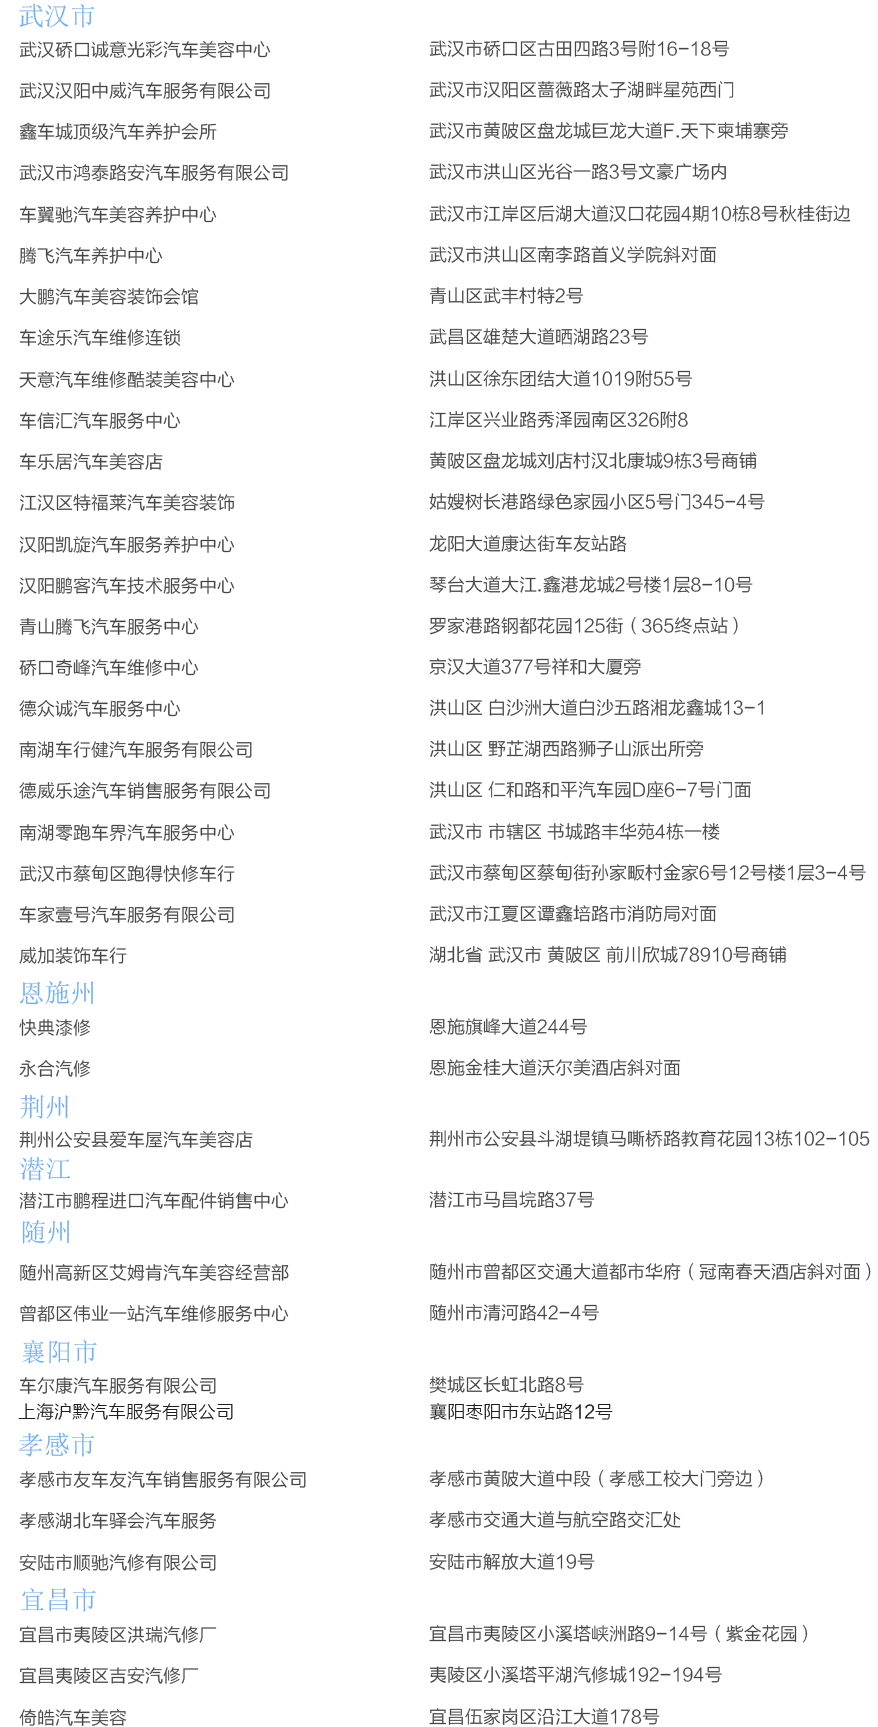 武汉市
武汉硚口诚意光彩汽车美容中心 武汉市硚口区古田四路3号附16-18号
武汉汉阳中威汽车服务有限公司 武汉市汉阳区蔷薇路太子湖畔星苑西门
鑫车城顶级汽车养护会所 武汉市黄陂区盘龙城巨龙大道F.天下柬埔寨旁
武汉市鸿泰路安汽车服务有限公司 武汉市洪山区光谷一路3号文豪广场内
车翼驰汽车美容养护中心 武汉市江岸区后湖大道汉口花园4期10栋8号秋桂街边
腾飞汽车养护中心 武汉市洪山区南李路首义学院斜对面
大鹏汽车美容装饰会馆 青山区武丰村特2号
车途乐汽车维修连锁 武昌区雄楚大道晒湖路23号
天意汽车维修酷装美容中心 洪山区徐东团结大道1019附55号
车信汇汽车服务中心 江岸区兴业路秀泽园南区326附8
车乐居汽车美容店 黄陂区盘龙城刘店村汉北康城9栋3号商铺
江汉区特福莱汽车美容装饰 姑嫂树长港路绿色家园小区5号门345-4号
汉阳凯旋汽车服务养护中心 龙阳大道康达街车友站路
汉阳鹏客汽车技术服务中心 琴台大道大江.鑫港龙城2号楼1层8-10号
青山腾飞汽车服务中心 罗家港路钢都花园125街（365终点站）
硚口奇峰汽车维修中心 京汉大道377号祥和大厦旁
德众诚汽车服务中心 洪山区 白沙洲大道白沙五路湘龙鑫城13-1
南湖车行健汽车服务有限公司 洪山区 野芷湖西路狮子山派出所旁
德威乐途汽车销售服务有限公司 洪山区 仁和路和平汽车园D座6-7号门面
南湖零跑车界汽车服务中心 武汉市 市辖区 书城路丰华苑4栋一楼
武汉市蔡甸区跑得快修车行 武汉市蔡甸区蔡甸街孙家畈村金家6号12号楼1层3-4号
车家壹号汽车服务有限公司 武汉市江夏区谭鑫培路市消防局对面
威加装饰车行 湖北省 武汉市 黄陂区 前川欣城78910号商铺
恩施州
快典漆修 恩施旗峰大道244号
永合汽修 恩施金桂大道沃尔美酒店斜对面
荆州
荆州公安县爱车屋汽车美容店 荆州市公安县斗湖堤镇马嘶桥路教育花园13栋102-105
潜江
潜江市鹏程进口汽车配件销售中心 潜江市马昌垸路37号
随州
随州高新区艾姆肯汽车美容经营部 随州市曾都区交通大道都市华府（冠南春天酒店斜对面）
曾都区伟业一站汽车维修服务中心 随州市清河路42-4号
襄阳市
车尔康汽车服务有限公司 樊城区长虹北路8号
上海沪黔汽车服务有限公司 襄阳枣阳市东站路12号
孝感市
孝感市友车友汽车销售服务有限公司 孝感市黄陂大道中段（孝感工校大门旁边）
孝感湖北车驿会汽车服务 孝感市交通大道与航空路交汇处
安陆市顺驰汽修有限公司 安陆市解放大道19号
宜昌市
宜昌市夷陵区洪瑞汽修厂 宜昌市夷陵区小溪塔峡洲路9-14号（紫金花园）
宜昌夷陵区吉安汽修厂 夷陵区小溪塔平湖汽修城192-194号
倚皓汽车美容 宜昌伍家岗区沿江大道178号